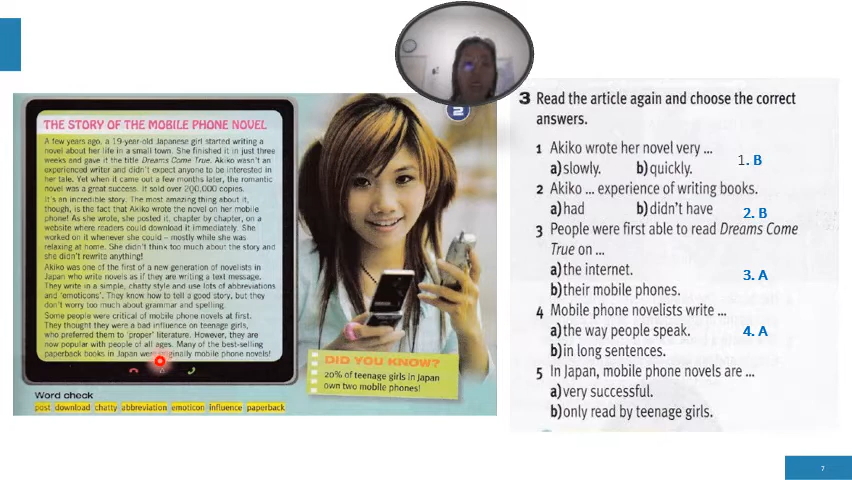 THE STORY OF THE MOBILE PHONE NOVEL
A few years ago, a 19-year-old Japanese girl started writing a
novel about her life in a small town. She finished it in just three
weeks and gave it the title Dreams Come True. Akiko wasn't an
experienced writer and didn't expect anyone to be interested in
her tale. Yet when it came out a few months later, the romantic
novel was a great success. It sold over 200,000 copies.
It's an incredible story. The most amazing thing about it,
though, is the fact that Akiko wrote the novel on her mobile
phone! As she wrote, she posted it, chapter by chapter, on a
website where readers could download it immediately. She
worked on it whenever she could – mostly while she was
relaxing at home. She didn't think too much about the story and
she didn't rewrite anything!
Akiko was one of the first of a new generation of novelists in
Japan who write novels as if they are writing a text message.
They write in a simple, chatty style and use lots of abbreviations
and 'emoticons'. They know how to tell a good story, but they
don't worry too much about grammar and spelling.
Some people were critical of mobile phone novels at first.
They thought they were a bad influence on teenage girls,
who preferred them to 'proper' literature. However, they are
now popular with people of all ages. Many of the best-selling
paperback books in Japan were originally mobile phone novels!
Word check
post download chatty abbreviation emoticon influence paperback
DID YOU KNOW?
20% of teenage girls in Japan
own two mobile phones!
2
3 Read the article again and choose the correct
answers.
1 Akiko wrote her novel very ...
a) slowly. b) quickly.
1. B
2 Akiko ... experience of writing books.
a) had b) didn't have
2. B
3 People were first able to read Dreams Come
True on ...
a) the internet.
3. A
b) their mobile phones.
4 Mobile phone novelists write ...
a) the way people speak.
4. A
b) in long sentences.
5 In Japan, mobile phone novels are ...
a) very successful.
b) only read by teenage girls.
7